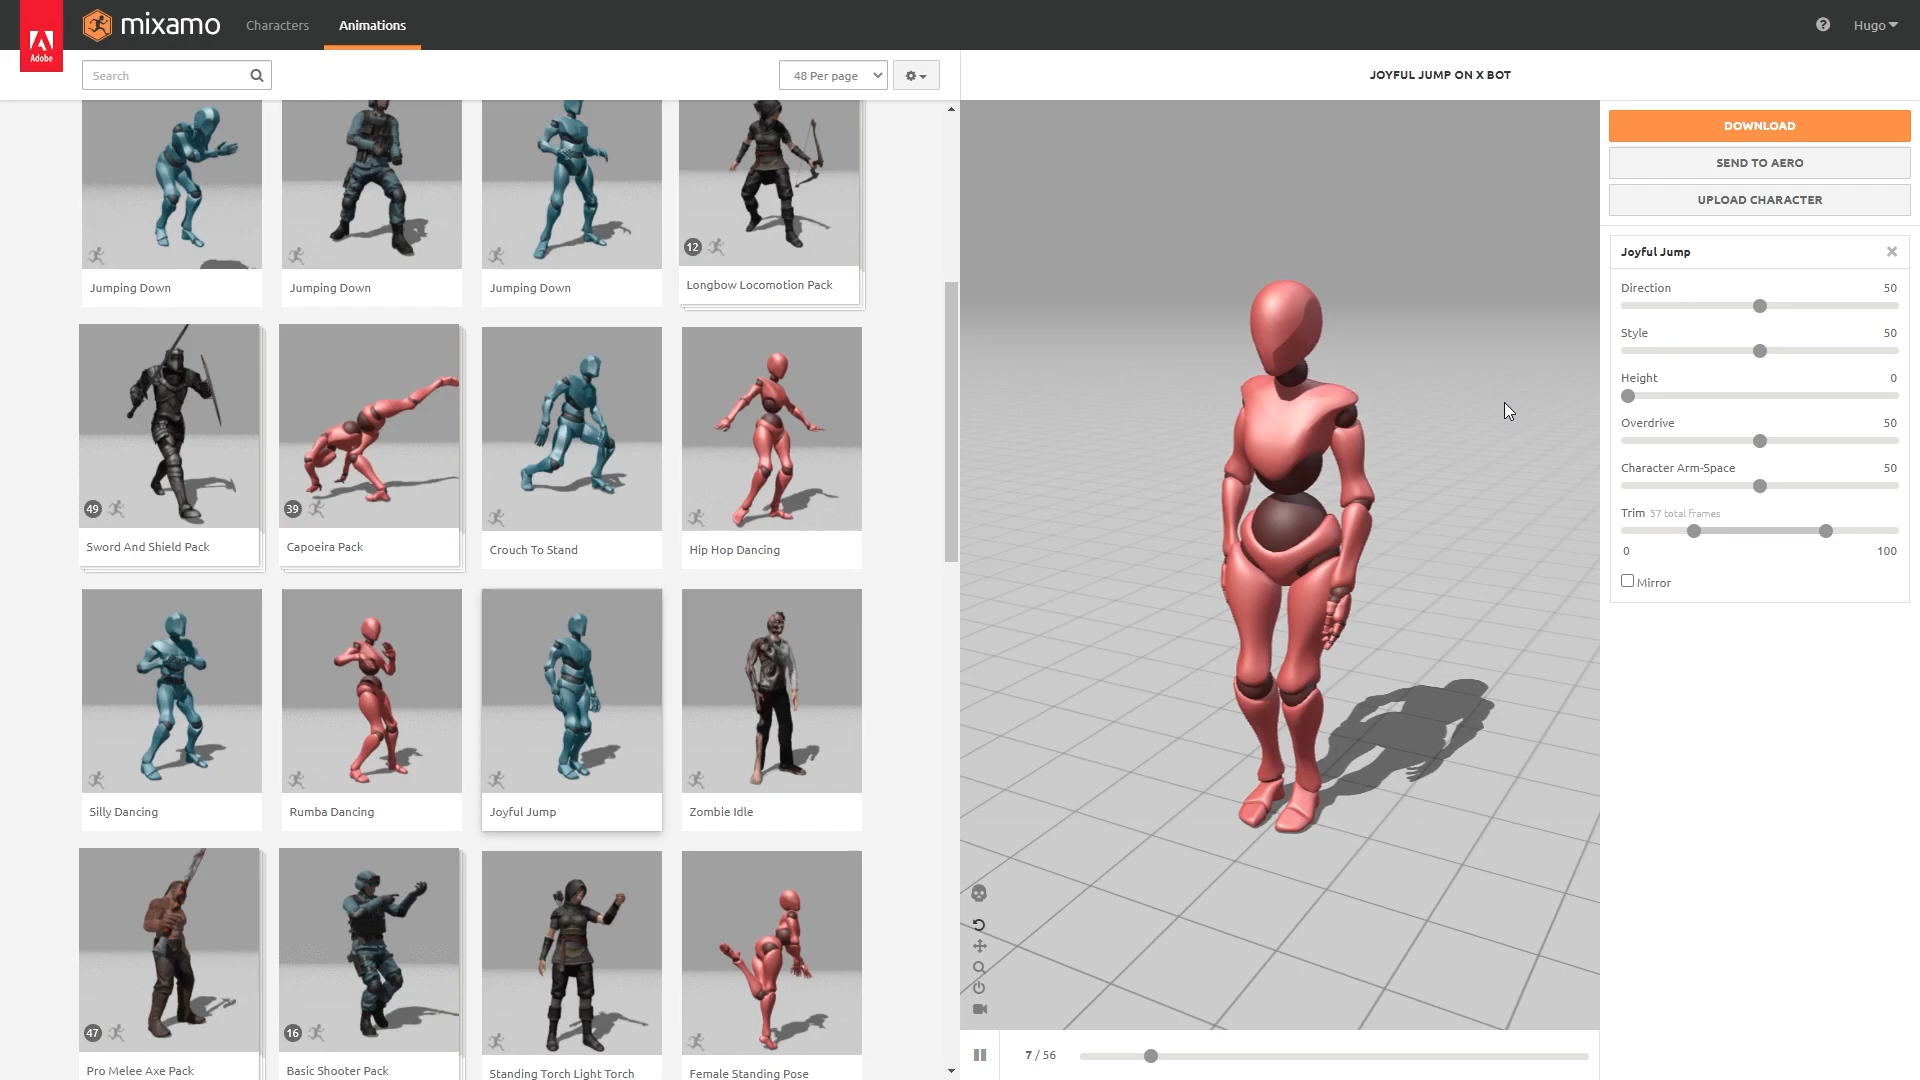 Adobe
mixamo
Characters
Animations
Hugo
Search
48 Per page
JOYFUL JUMP ON X BOT
Jumping Down
Jumping Down
Jumping Down
12
Longbow Locomotion Pack
49
Sword And Shield Pack
39
Capoeira Pack
Crouch To Stand
Hip Hop Dancing
Silly Dancing
Rumba Dancing
Joyful Jump
Zombie Idle
47
Pro Melee Axe Pack
16
Basic Shooter Pack
Standing Torch Light Torch
Female Standing Pose
7 / 56
DOWNLOAD
SEND TO AERO
UPLOAD CHARACTER
Joyful Jump
Direction 50
Style 50
Height 0
Overdrive 50
Character Arm-Space 50
Trim 57 total frames
0 100
Mirror